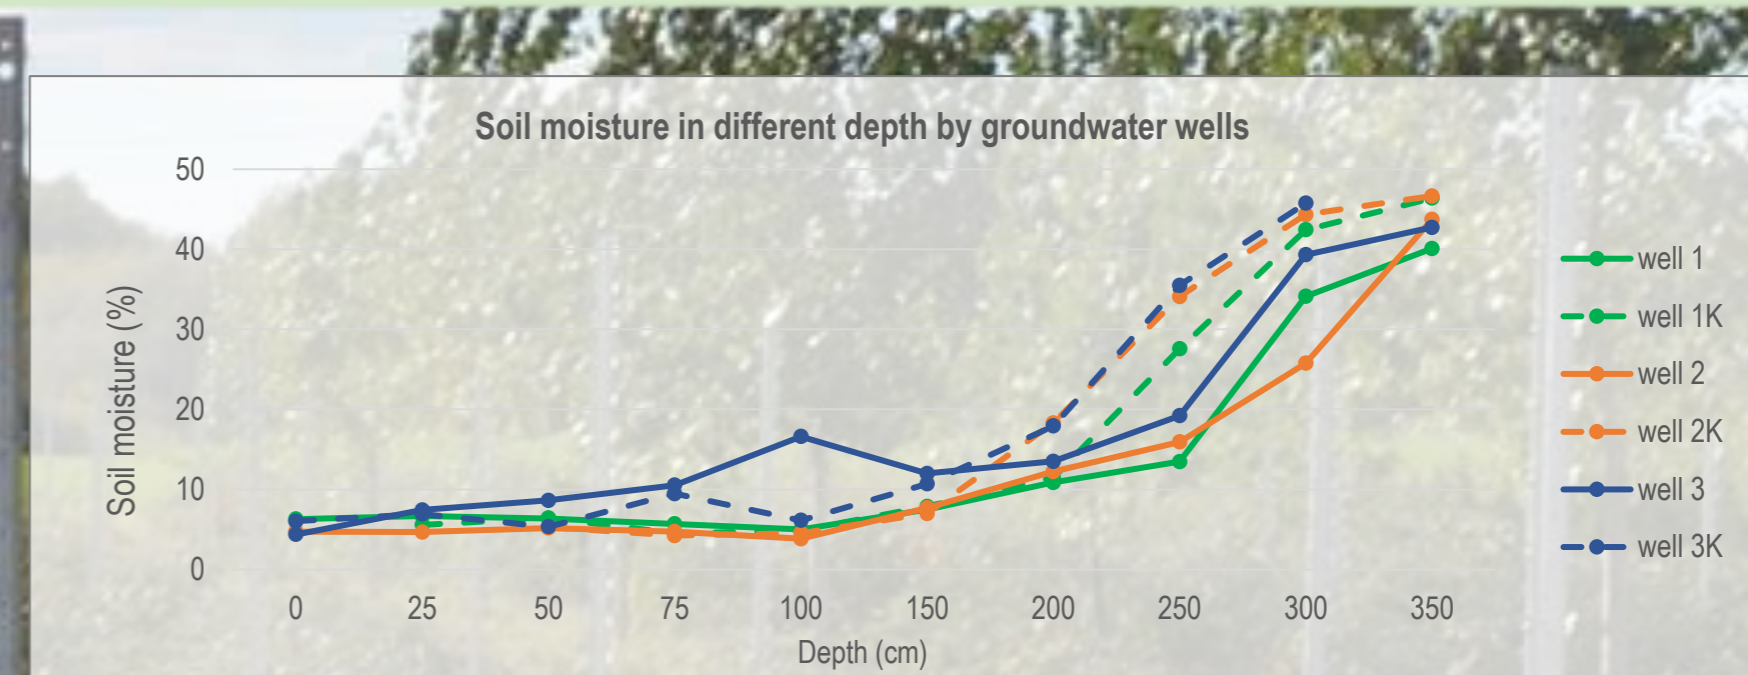 Soil moisture in different depth by groundwater wells
50
40
30
20
10
0
Soil moisture (%)
0 25 50 75 100 150 200 250 300 350
Depth (cm)
well 1
well 1K
well 2
well 2K
well 3
well 3K